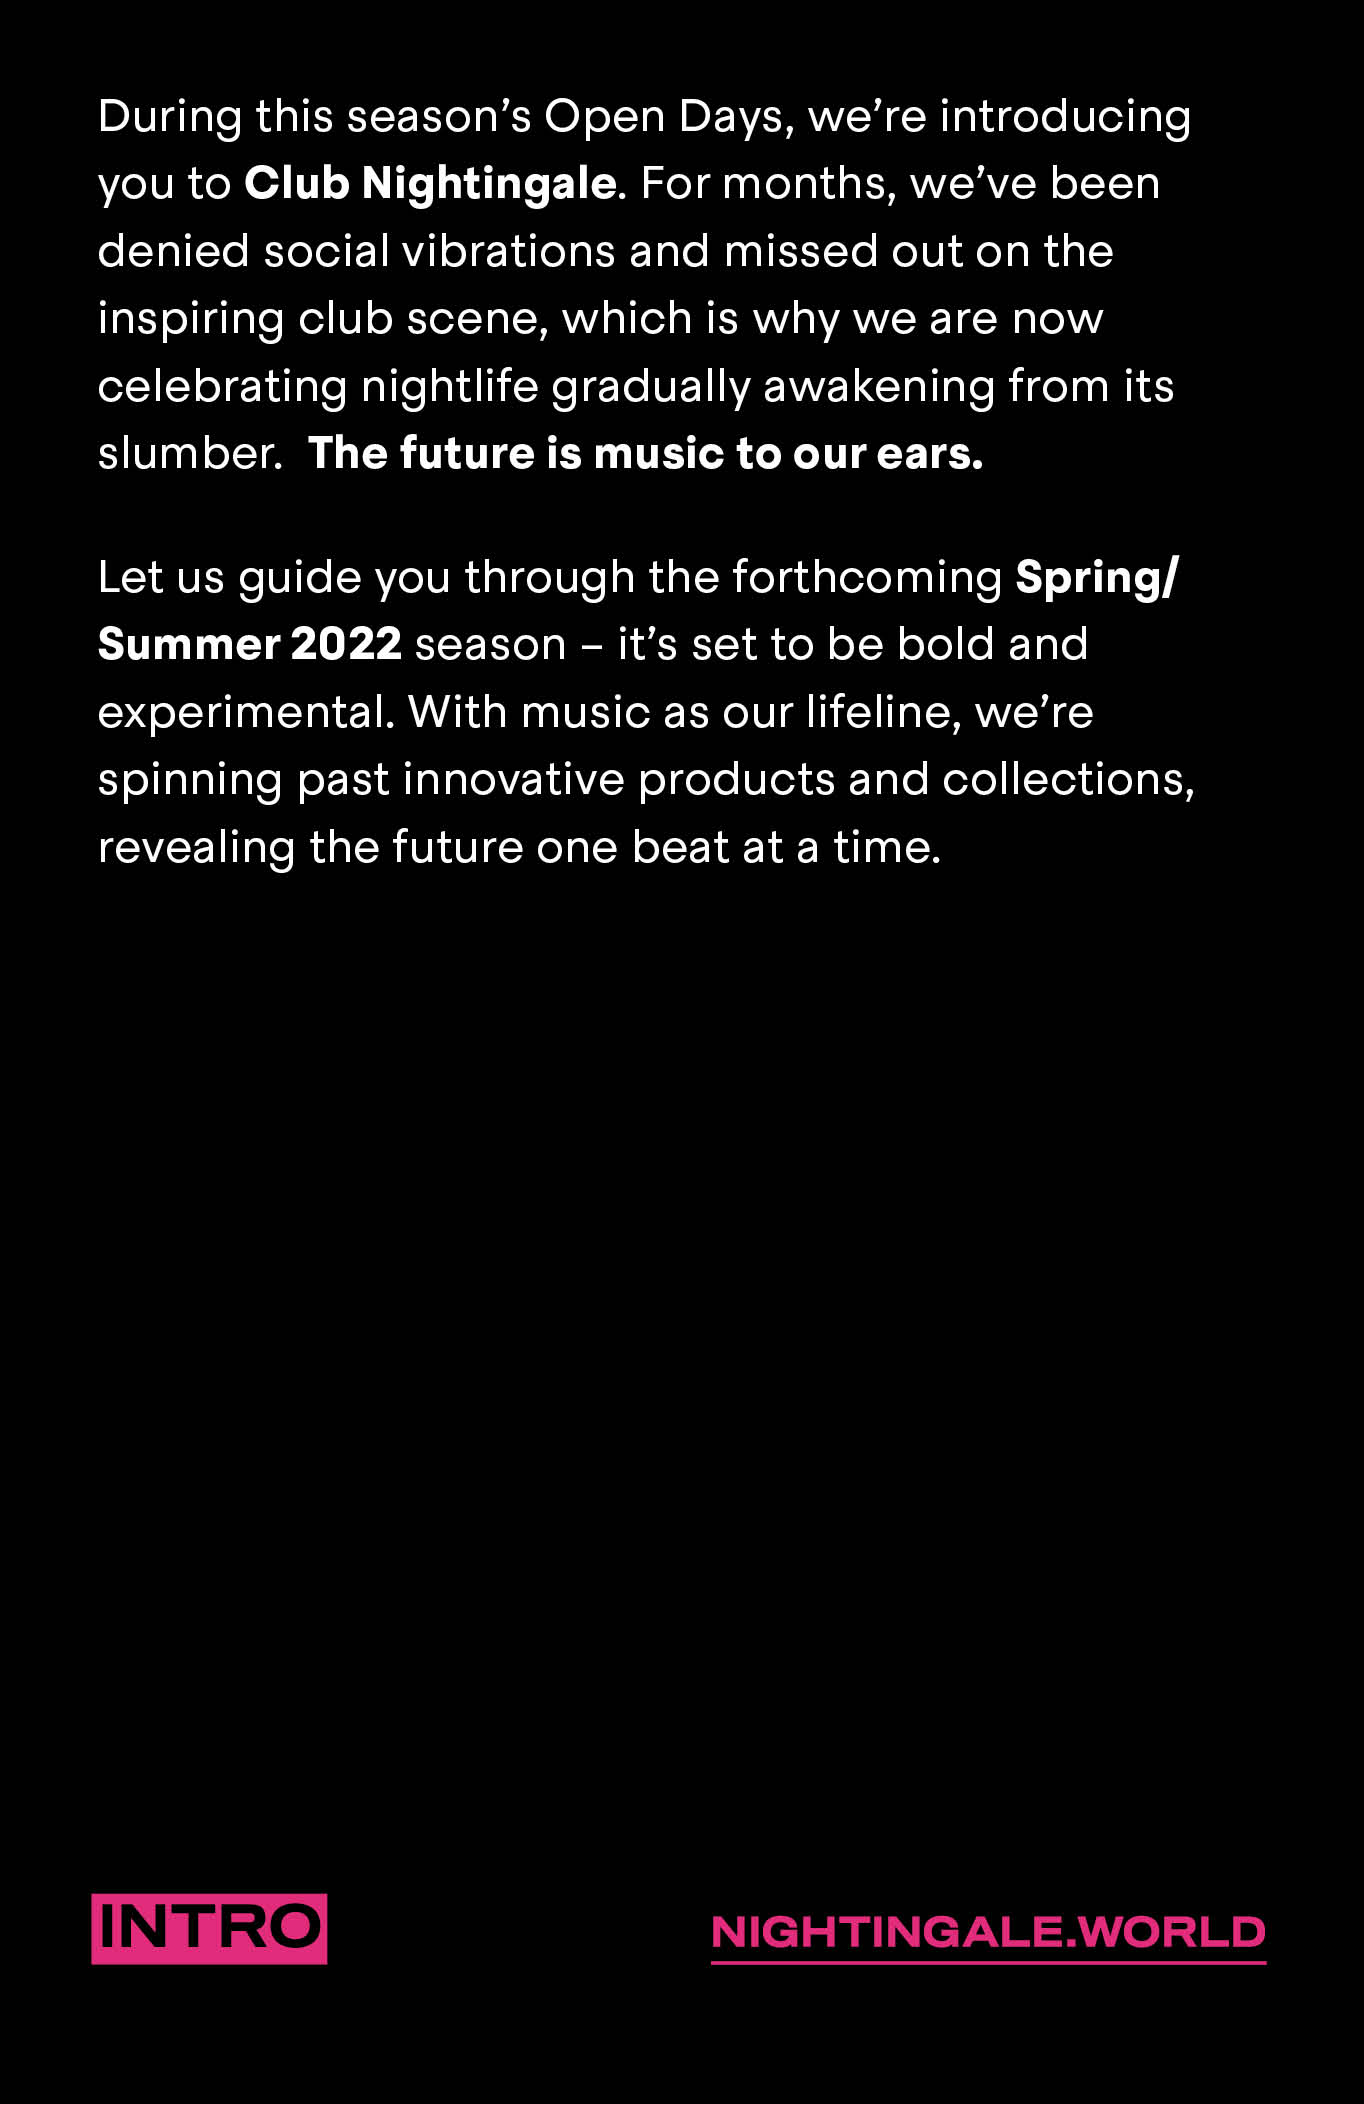 During this season’s Open Days, we’re introducing
you to Club Nightingale. For months, we’ve been
denied social vibrations and missed out on the
inspiring club scene, which is why we are now
celebrating nightlife gradually awakening from its
slumber.  The future is music to our ears.
Let us guide you through the forthcoming Spring/
Summer 2022 season – it’s set to be bold and
experimental. With music as our lifeline, we’re
spinning past innovative products and collections,
revealing the future one beat at a time.
INTRO
NIGHTINGALE.WORLD